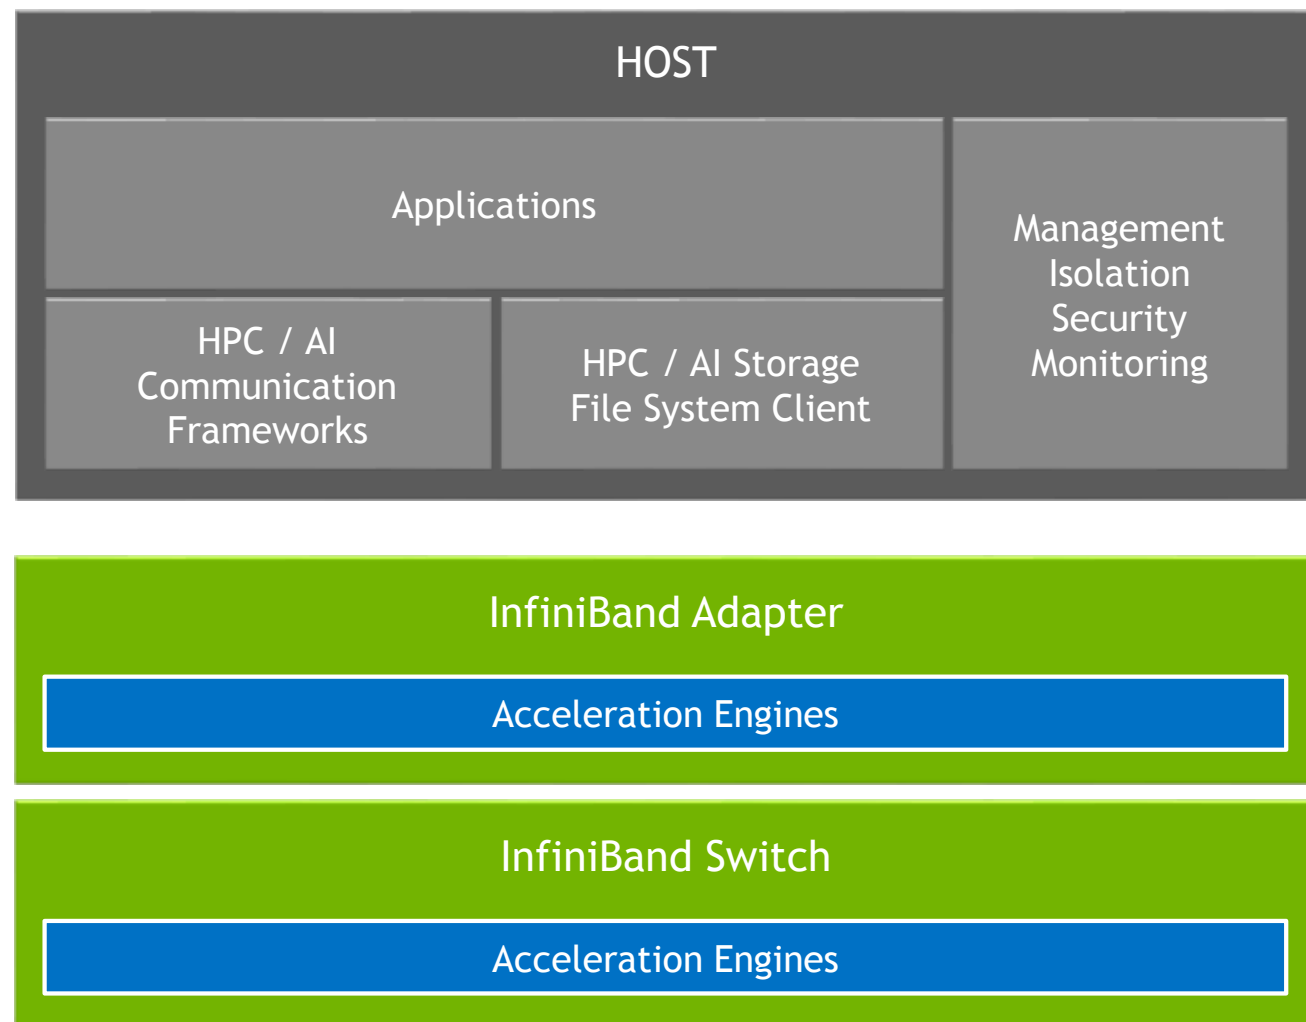 HOST
Applications
Management
Isolation
Security
Monitoring
HPC / AI
Communication
Frameworks
HPC / AI Storage
File System Client
InfiniBand Adapter
Acceleration Engines
InfiniBand Switch
Acceleration Engines